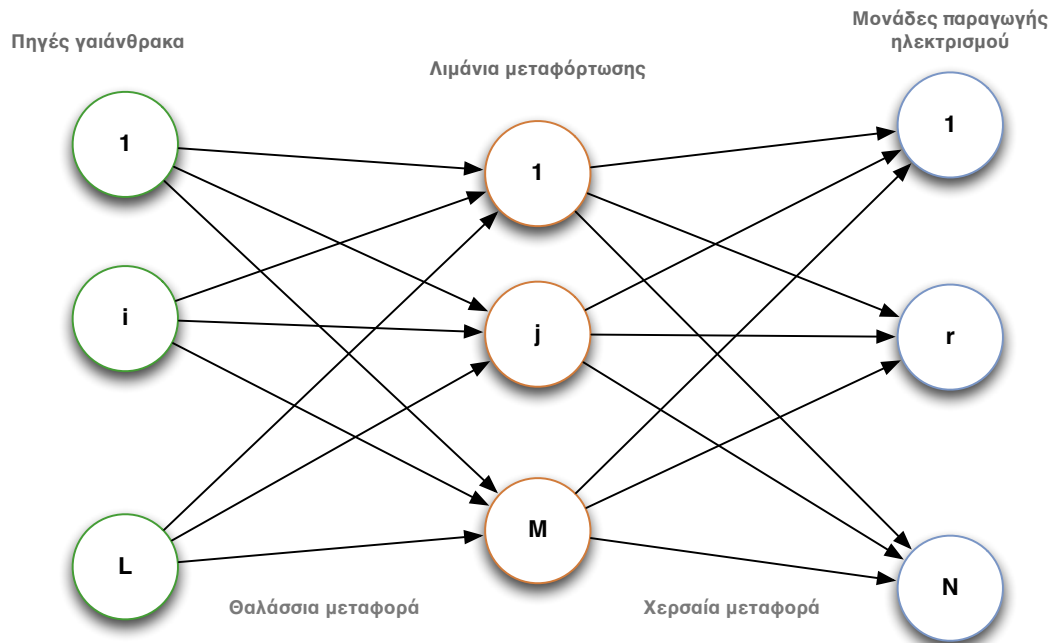 Πηγές γαιάνθρακα
Λιμάνια μεταφόρτωσης
Μονάδες παραγωγής
ηλεκτρισμού
1
i
L
1
j
M
1
r
N
Θαλάσσια μεταφορά
Χερσαία μεταφορά